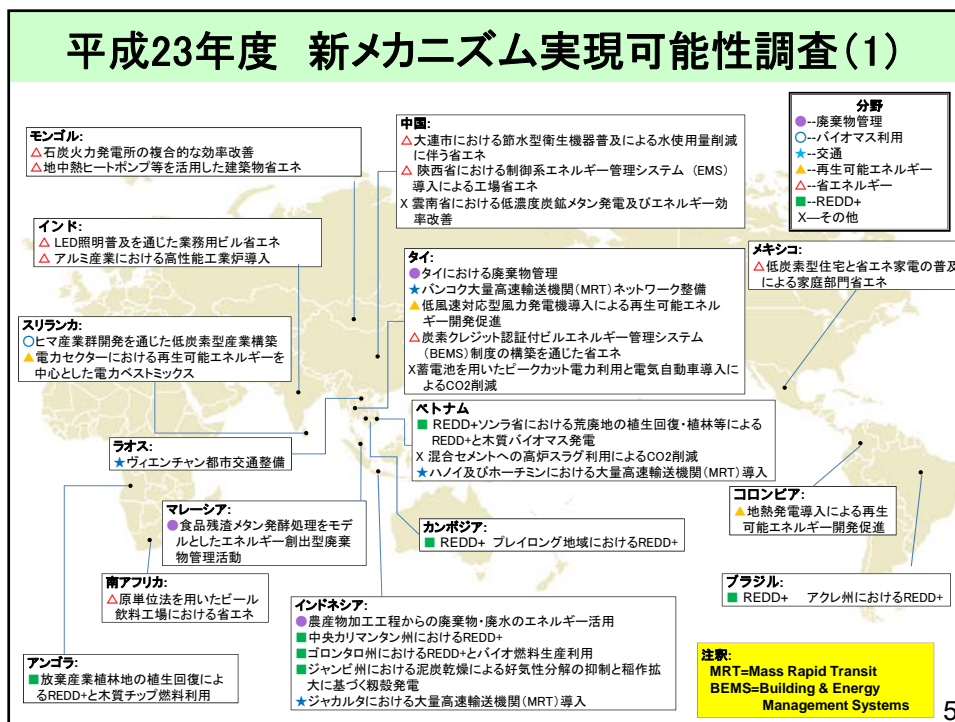 平成23年度　新メカニズム実現可能性調査(1)
モンゴル:
△石炭火力発電所の複合的な効率改善
△地中熱ヒートポンプ等を活用した建築物省エネ
中国:
△大連市における節水型衛生機器普及による水使用量削減
に伴う省エネ
△ 陝西省における制御系エネルギー管理システム (EMS)
導入による工場省エネ
X 雲南省における低濃度炭鉱メタン発電及びエネルギー効
率改善
分野
●--廃棄物管理
○--バイオマス利用
★--交通
▲--再生可能エネルギー
△--省エネルギー
■--REDD+
X—その他
インド:
△ LED照明普及を通じた業務用ビル省エネ
△ アルミ産業における高性能工業炉導入
タイ:
●タイにおける廃棄物管理
★バンコク大量高速輸送機関(MRT)ネットワーク整備
▲低風速対応型風力発電機導入による再生可能エネル
ギー開発促進
△炭素クレジット認証付ビルエネルギー管理システム
(BEMS)制度の構築を通じた省エネ
X蓄電池を用いたピークカット電力利用と電気自動車導入に
よるCO2削減
メキシコ:
△低炭素型住宅と省エネ家電の普及
による家庭部門省エネ
スリランカ:
○ヒマ産業群開発を通じた低炭素型産業構築
▲電力セクターにおける再生可能エネルギーを
中心とした電力ベストミックス
ベトナム
■ REDD+ソンラ省における荒廃地の植生回復・植林等による
REDD+と木質バイオマス発電
X 混合セメントへの高炉スラグ利用によるCO2削減
★ハノイ及びホーチミンにおける大量高速輸送機関(MRT)導入
ラオス:
★ヴィエンチャン都市交通整備
マレーシア:
●食品残渣メタン発酵処理をモデ
ルとしたエネルギー創出型廃棄
物管理活動
カンボジア:
■ REDD+ プレイロング地域におけるREDD+
コロンビア:
▲地熱発電導入による再生
可能エネルギー開発促進
南アフリカ:
△原単位法を用いたビール
飲料工場における省エネ
ブラジル:
■ REDD+　アクレ州におけるREDD+
インドネシア:
●農産物加工工程からの廃棄物・廃水のエネルギー活用
■中央カリマンタン州におけるREDD+
■ゴロンタロ州におけるREDD+とバイオ燃料生産利用
■ジャンビ州における泥炭乾燥による好気性分解の抑制と稲作拡
大に基づく籾殻発電
★ジャカルタにおける大量高速輸送機関(MRT)導入
アンゴラ:
■放棄産業植林地の植生回復によ
るREDD+と木質チップ燃料利用
注釈:
MRT=Mass Rapid Transit
BEMS=Building & Energy
Management Systems
5